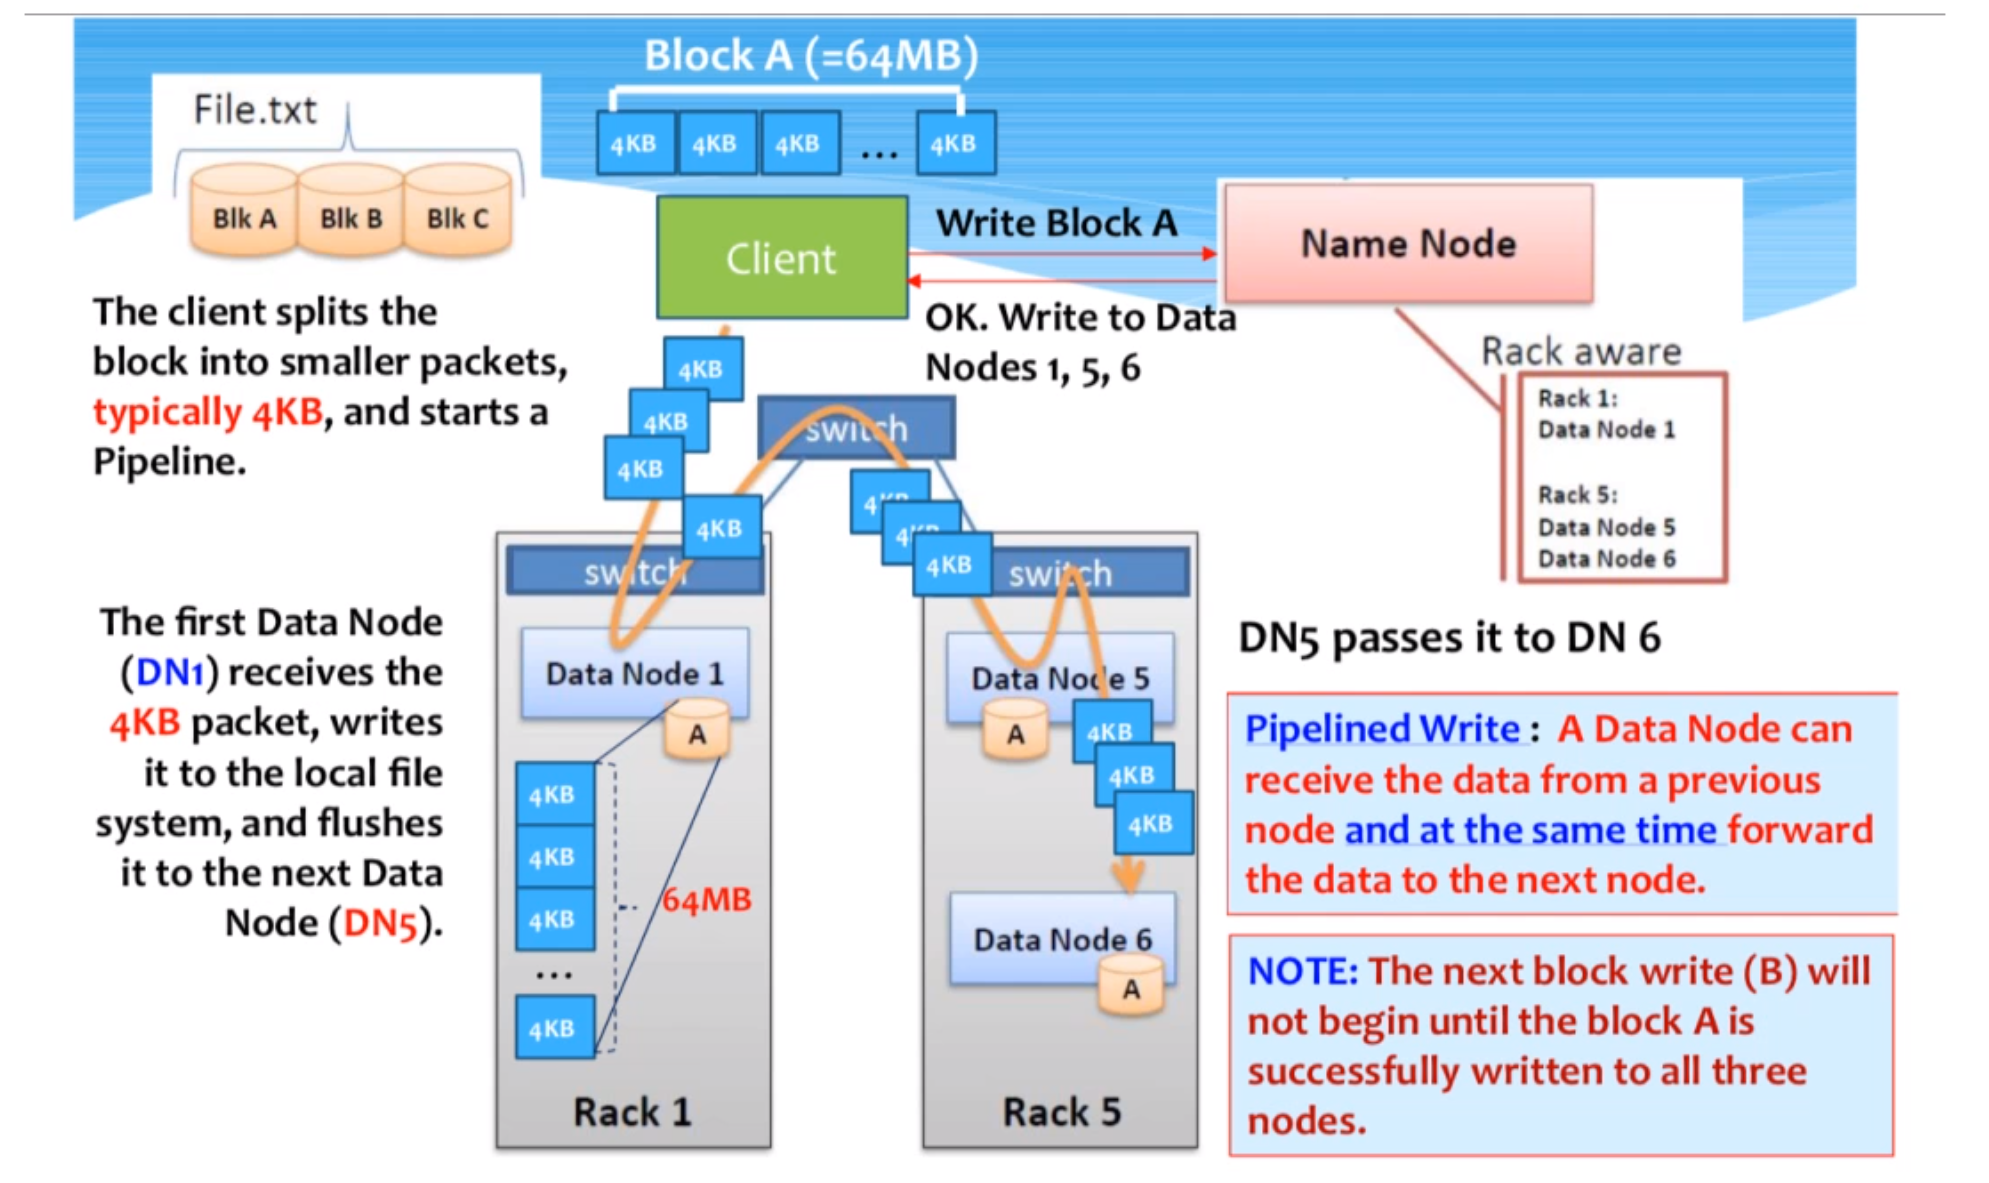 Block A (=64MB)
File.txt
4KB 4KB 4KB ... 4KB
Blk A Blk B Blk C
Client
Write Block A
Name Node
OK. Write to Data
Nodes 1, 5, 6
The client splits the
block into smaller packets,
typically 4KB, and starts a
Pipeline.
Rack aware
Rack 1:
Data Node 1
Rack 5:
Data Node 5
Data Node 6
4KB
4KB
4KB
4KB
switch
4KB
4KB
4KB
switch
switch
The first Data Node
(DN1) receives the
4KB packet, writes
it to the local file
system, and flushes
it to the next Data
Node (DN5).
Data Node 1
A
4KB
4KB
4KB
...
4KB
64MB
Rack 1
Data Node 5
A
4KB
4KB
4KB
Data Node 6
A
Rack 5
DN5 passes it to DN 6
Pipelined Write : A Data Node can
receive the data from a previous
node and at the same time forward
the data to the next node.
NOTE: The next block write (B) will
not begin until the block A is
successfully written to all three
nodes.